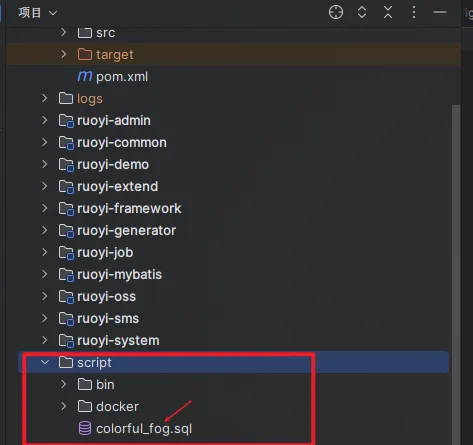 项目
src
target
pom.xml
logs
ruoyi-admin
ruoyi-common
ruoyi-demo
ruoyi-extend
ruoyi-framework
ruoyi-generator
ruoyi-job
ruoyi-mybatis
ruoyi-oss
ruoyi-sms
ruoyi-system
script
bin
docker
colorful_fog.sql